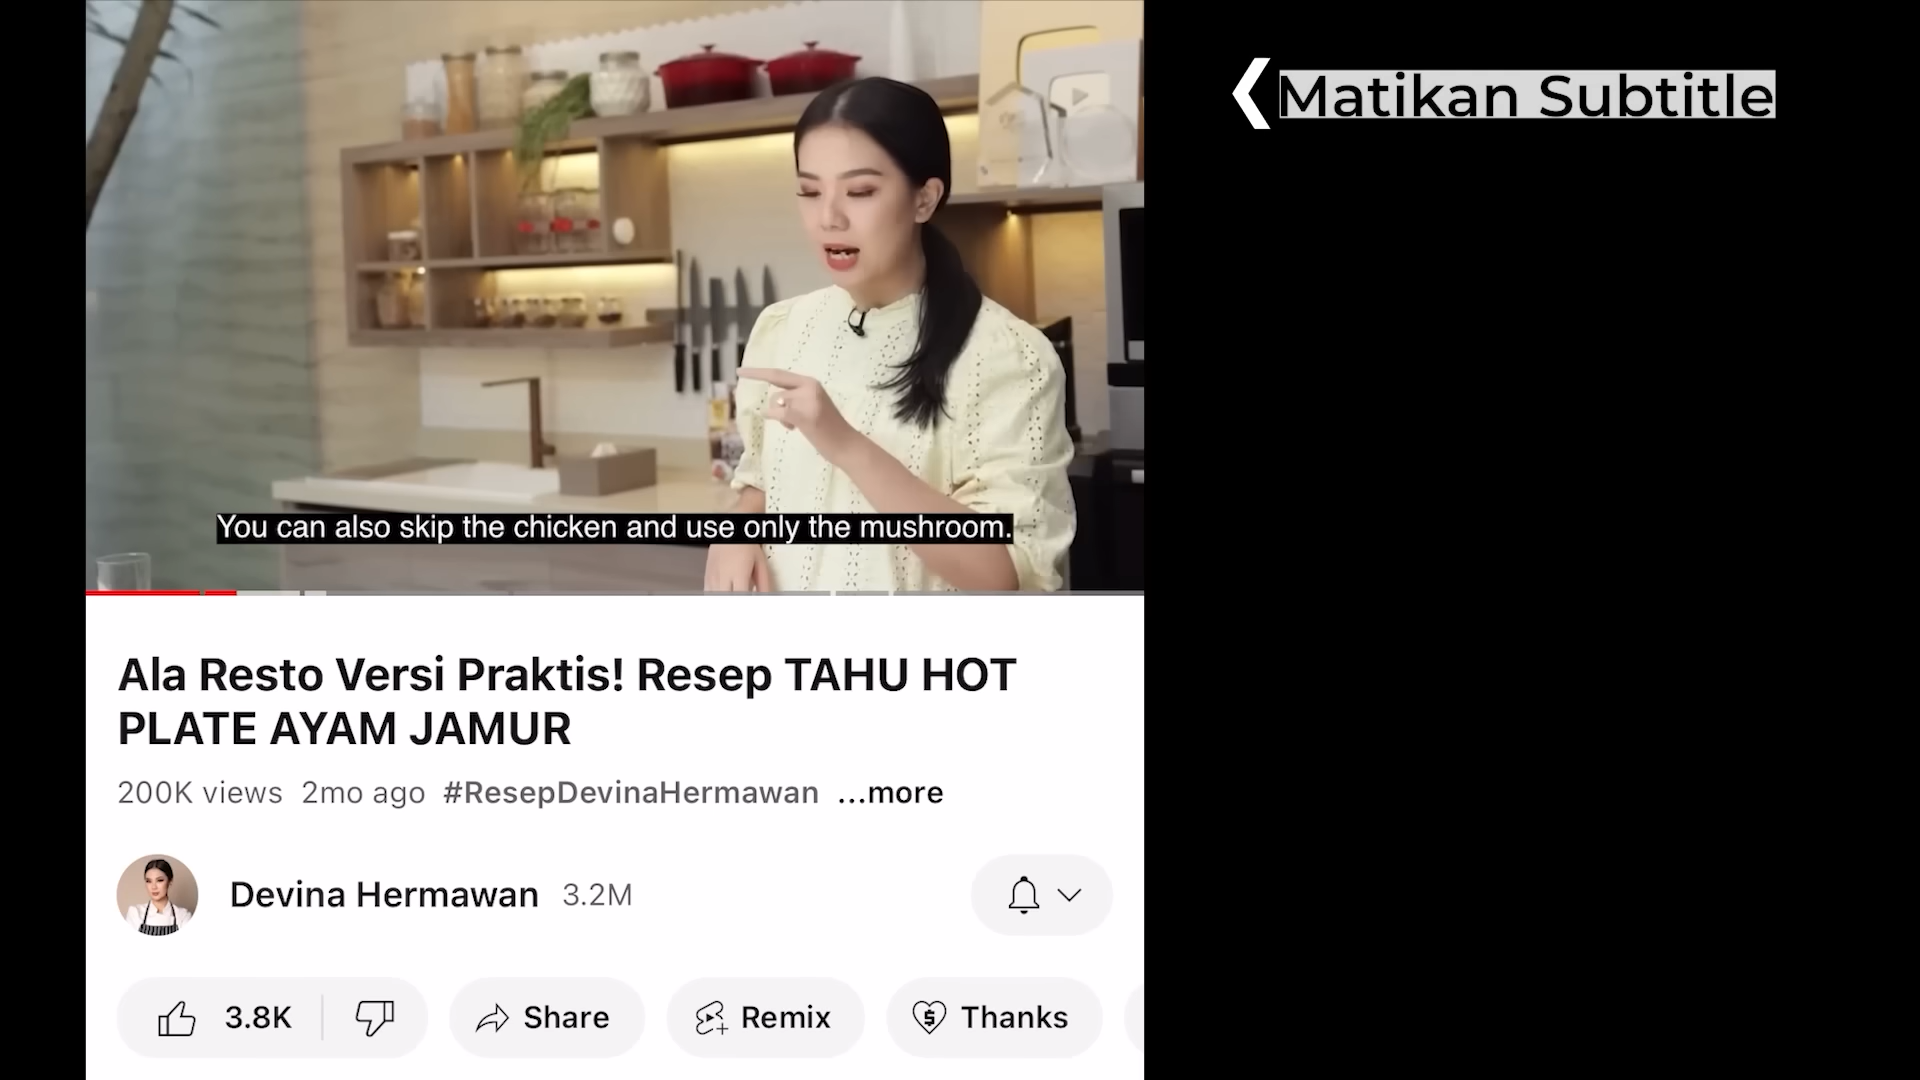 Matikan Subtitle
You can also skip the chicken and use only the mushroom.
Ala Resto Versi Praktis! Resep TAHU HOT
PLATE AYAM JAMUR
200K views 2mo ago #ResepDevinaHermawan ...more
Devina Hermawan 3.2M
3.8K Share Remix Thanks